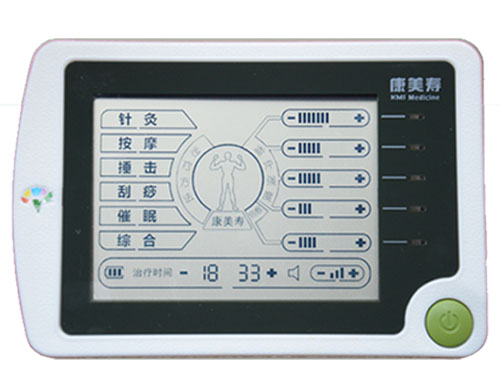 康美寿
KMS Medicine
针灸
按摩
捶击
刮痧
催眠
综合
康美寿
治疗时间 - 18 33 +